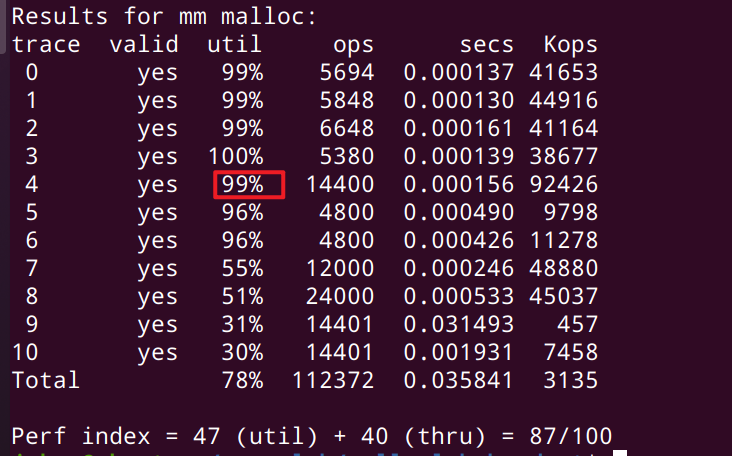 Results for mm malloc:
trace valid util ops secs Kops
0 yes 99% 5694 0.000137 41653
1 yes 99% 5848 0.000130 44916
2 yes 99% 6648 0.000161 41164
3 yes 100% 5380 0.000139 38677
4 yes 99% 14400 0.000156 92426
5 yes 96% 4800 0.000490 9798
6 yes 96% 4800 0.000426 11278
7 yes 55% 12000 0.000246 48880
8 yes 51% 24000 0.000533 45037
9 yes 31% 14401 0.031493 457
10 yes 30% 14401 0.001931 7458
Total 78% 112372 0.035841 3135
Perf index = 47 (util) + 40 (thru) = 87/100